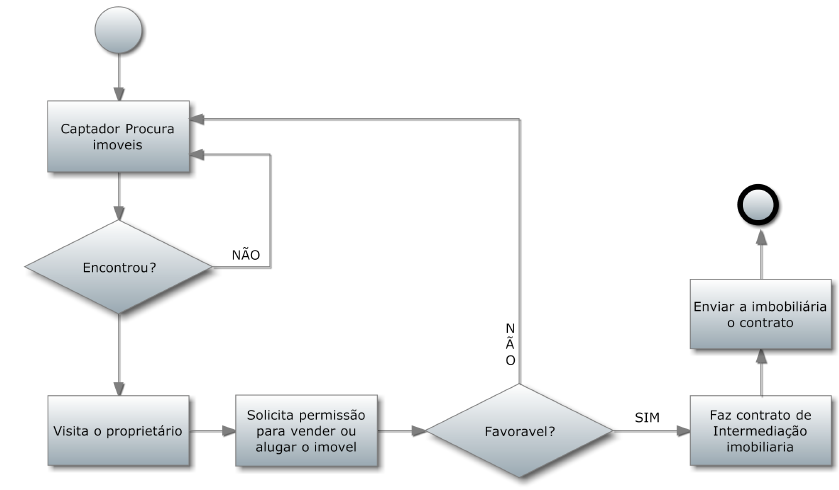 Captador Procura
imoveis
Encontrou?
NÃO
Visita o proprietário
Solicita permissão
para vender ou
alugar o imovel
Favoravel?
N
Ã
O
SIM
Faz contrato de
Intermediação
imobiliaria
Enviar a imbobiliária
o contrato